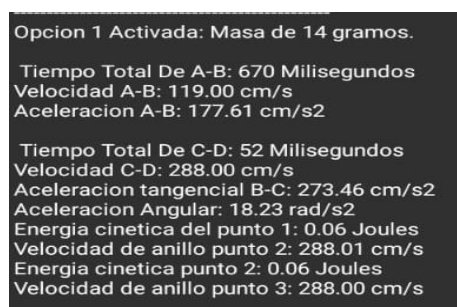 Opcion 1 Activada: Masa de 14 gramos.
Tiempo Total De A-B: 670 Milisegundos
Velocidad A-B: 119.00 cm/s
Aceleracion A-B: 177.61 cm/s2
Tiempo Total De C-D: 52 Milisegundos
Velocidad C-D: 288.00 cm/s
Aceleracion tangencial B-C: 273.46 cm/s2
Aceleracion Angular: 18.23 rad/s2
Energia cinetica del punto 1: 0.06 Joules
Velocidad de anillo punto 2: 288.01 cm/s
Energia cinetica punto 2: 0.06 Joules
Velocidad de anillo punto 3: 288.00 cm/s